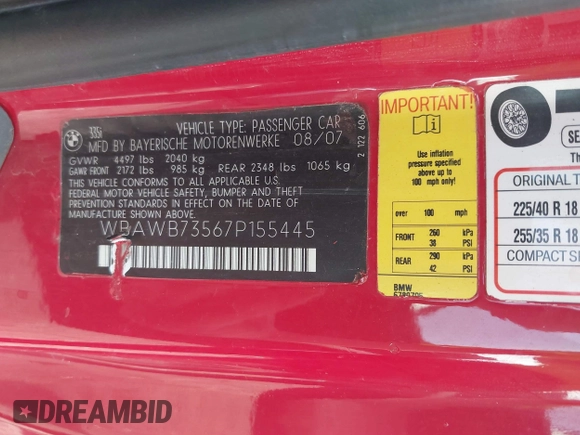 335i
VEHICLE TYPE: PASSENGER CAR
MFD BY BAYERISCHE MOTORENWERKE 08/07
GVWR 4497 lbs 2040 kg
GAWR FRONT 2172 lbs 985 kg REAR 2348 lbs 1065 kg
THIS VEHICLE CONFORMS TO ALL APPLICABLE
FEDERAL MOTOR VEHICLE SAFETY, BUMPER AND THEFT
PREVENTION STANDARDS IN EFFECT ON THE DATE
OF MANUFACTURE SHOWN ABOVE.
WBAWB73567P155445
2 122 606
IMPORTANT!
Use inflation
pressure specified
above for up to
100 mph only!
over 100 mph
FRONT 260 kPa
38 PSI
REAR 290 kPa
42 PSI
BMW
6789705
SE
Th
ORIGINAL T
225/40 R 18
255/35 R 18
COMPACT S
DREAMBID